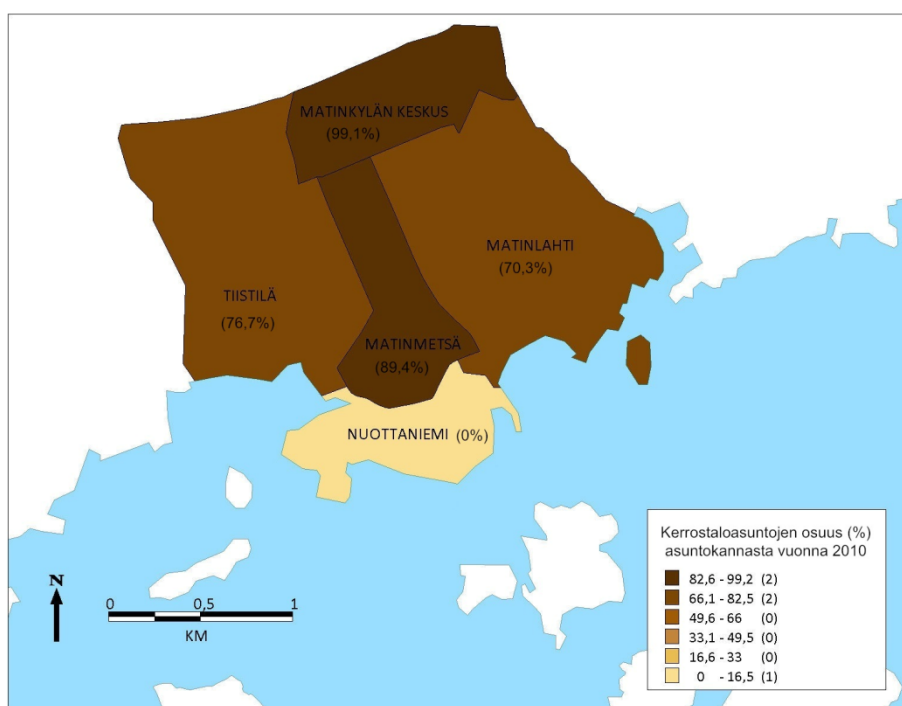 MATINKYLÄN KESKUS
(99,1%)
MATINLAHTI
(70,3%)
TIISTILÄ
(76,7%)
MATINMETSÄ
(89,4%)
NUOTTANIEMI (0%)
Kerrostaloasuntojen osuus (%)
asuntokannasta vuonna 2010
82,6 - 99,2 (2)
66,1 - 82,5 (2)
49,6 - 66 (0)
33,1 - 49,5 (0)
16,6 - 33 (0)
0 - 16,5 (1)
N
0 0,5 1
KM